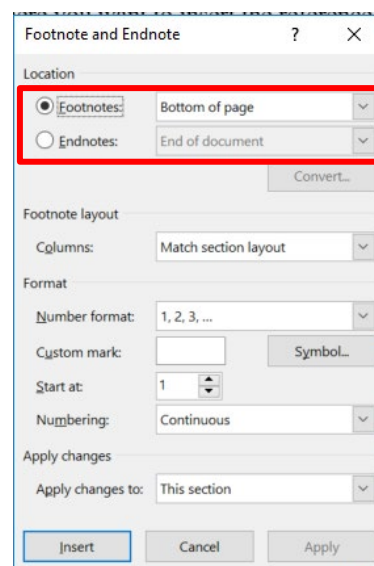 Footnote and Endnote ? X
Location
Footnotes: Bottom of page
Endnotes: End of document
Convert...
Footnote layout
Columns: Match section layout
Format
Number format: 1, 2, 3, ...
Custom mark: Symbol...
Start at: 1
Numbering: Continuous
Apply changes
Apply changes to: This section
Insert Cancel Apply